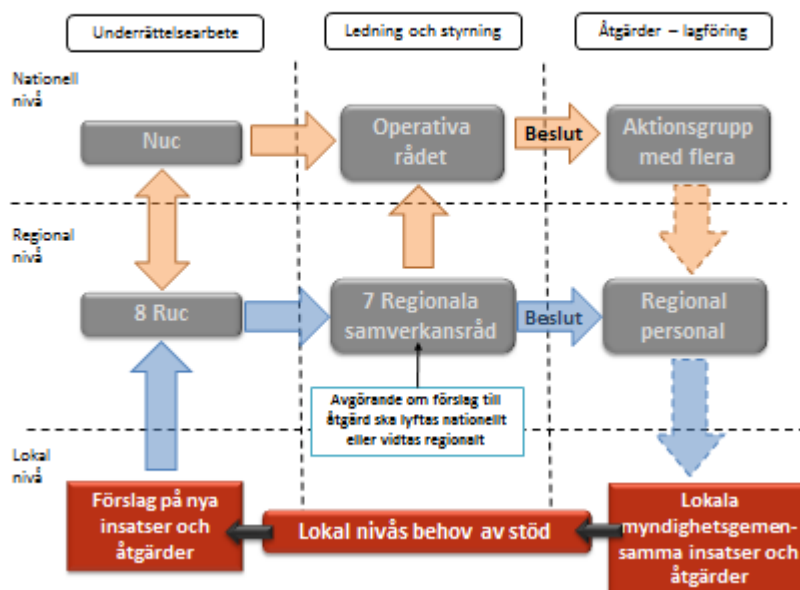 Underrättelsearbete
Ledning och styrning
Åtgärder – lagföring
Nationell
nivå
Nuc
Operativa
rådet
Beslut
Aktionsgrupp
med flera
Regional
nivå
8 Ruc
7 Regionala
samverkansråd
Beslut
Regional
personal
Avgörande om förslag till
åtgärd ska lyftas nationellt
eller vidtas regionalt
Lokal
nivå
Förslag på nya
insatser och
åtgärder
Lokal nivås behov av stöd
Lokala
myndighetsgemen-
samma insatser och
åtgärder